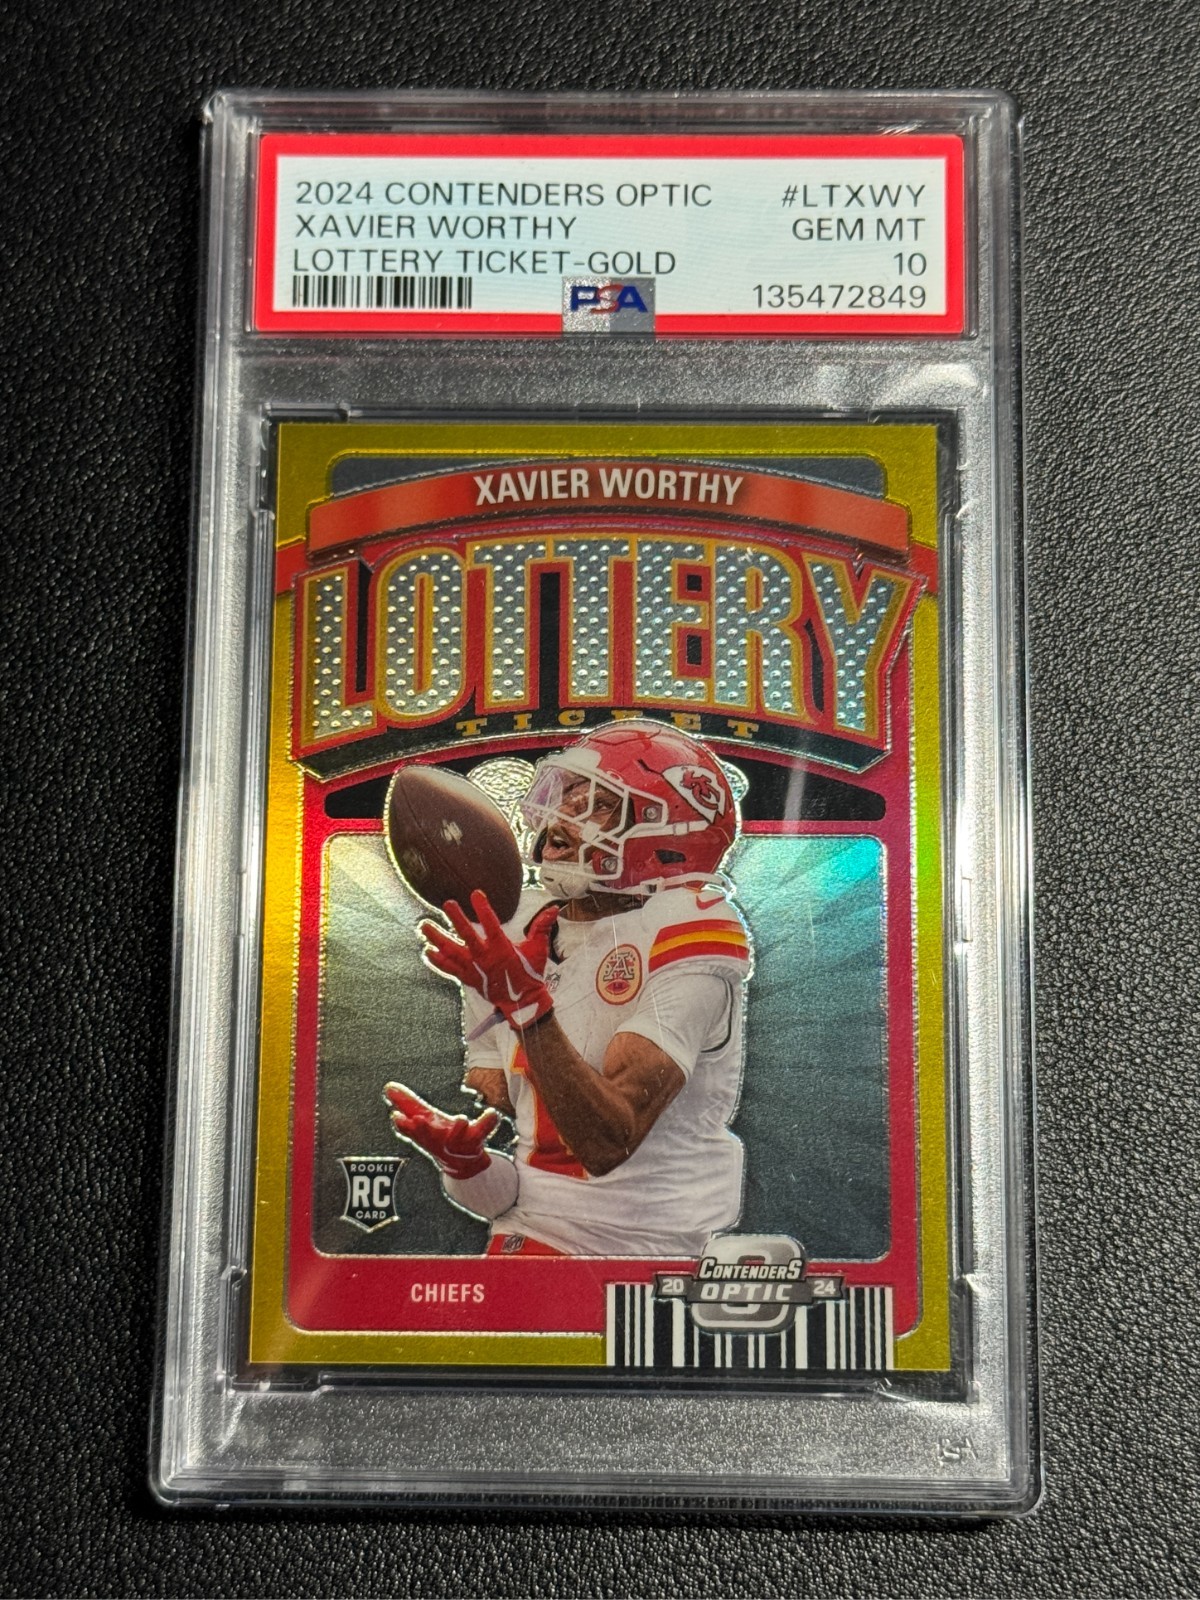 2024 CONTENDERS OPTIC #LTXWY
XAVIER WORTHY GEM MT
LOTTERY TICKET-GOLD 10
PSA 135472849
XAVIER WORTHY
LOTTERY
TICKET
A
ROOKIE
RC
CARD
CHIEFS
20 CONTENDERS OPTIC 24